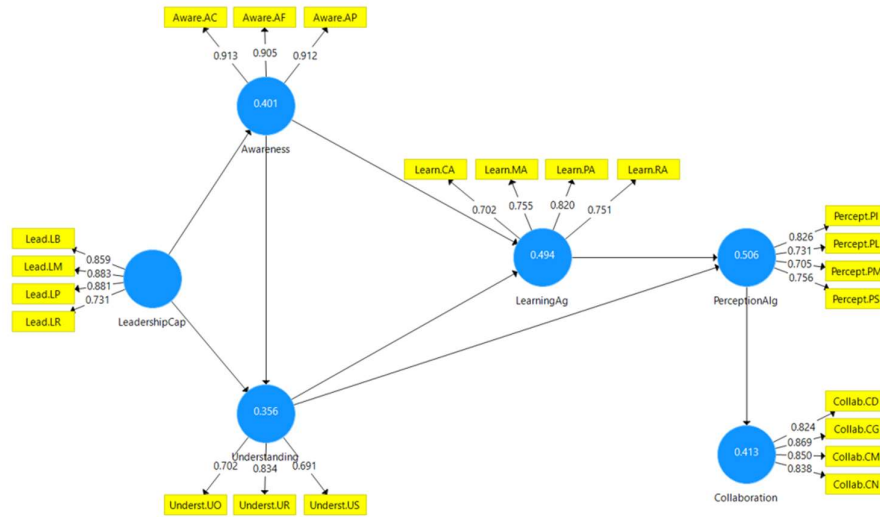 Aware.AC Aware.AF Aware.AP
0.913 0.905 0.912
0.401
Awareness
Learn.CA Learn.MA Learn.PA Learn.RA
0.702 0.755 0.820 0.751
Lead.LB
Lead.LM
Lead.LP
Lead.LR
0.859
0.883
0.881
0.731
LeadershipCap
0.494
LearningAg
0.506
PerceptionAlg
0.826
0.731
0.705
0.756
Percept.PI
Percept.PL
Percept.PM
Percept.PS
0.356
Understanding
0.702 0.834 0.691
Underst.UO Underst.UR Underst.US
0.413
Collaboration
0.824
0.869
0.850
0.838
Collab.CD
Collab.CG
Collab.CM
Collab.CN